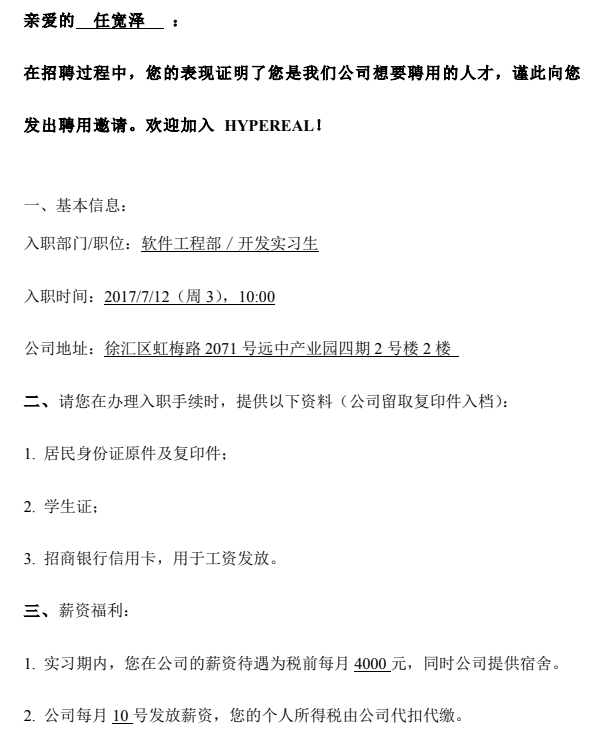 亲爱的 任宽泽 ：
在招聘过程中，您的表现证明了您是我们公司想要聘用的人才，谨此向您
发出聘用邀请。欢迎加入 HYPEREAL！
一、基本信息：
入职部门/职位：软件工程部 / 开发实习生
入职时间：2017/7/12（周 3），10:00
公司地址：徐汇区虹梅路 2071 号远中产业园四期 2 号楼 2 楼
二、请您在办理入职手续时，提供以下资料（公司留取复印件入档）：
1. 居民身份证原件及复印件；
2. 学生证；
3. 招商银行信用卡，用于工资发放。
三、薪资福利：
1. 实习期内，您在公司的薪资待遇为税前每月 4000 元，同时公司提供宿舍。
2. 公司每月 10 号发放薪资，您的个人所得税由公司代扣代缴。